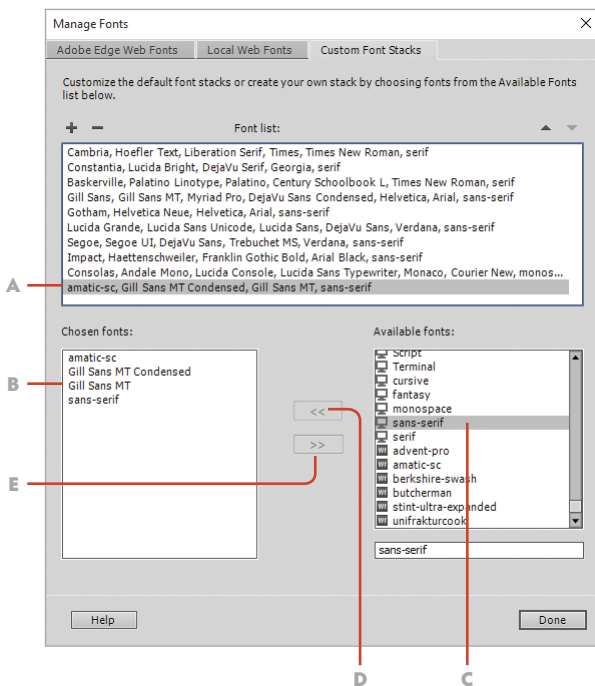 Manage Fonts
Adobe Edge Web Fonts
Local Web Fonts
Custom Font Stacks
Customize the default font stacks or create your own stack by choosing fonts from the Available Fonts
list below.
Font list:
Cambria, Hoefler Text, Liberation Serif, Times, Times New Roman, serif
Constantia, Lucida Bright, DejaVu Serif, Georgia, serif
Baskerville, Palatino Linotype, Palatino, Century Schoolbook L, Times New Roman, serif
Gill Sans, Gill Sans MT, Myriad Pro, DejaVu Sans Condensed, Helvetica, Arial, sans-serif
Gotham, Helvetica Neue, Helvetica, Arial, sans-serif
Lucida Grande, Lucida Sans Unicode, Lucida Sans, DejaVu Sans, Verdana, sans-serif
Segoe, Segoe UI, DejaVu Sans, Trebuchet MS, Verdana, sans-serif
Impact, Haettenschweiler, Franklin Gothic Bold, Arial Black, sans-serif
Consolas, Andale Mono, Lucida Console, Lucida Sans Typewriter, Monaco, Courier New, monos...
A
amatic-sc, Gill Sans MT Condensed, Gill Sans MT, sans-serif
Chosen fonts:
amatic-sc
Gill Sans MT Condensed
B
Gill Sans MT
sans-serif
<<
>>
E
Available fonts:
Script
Terminal
cursive
fantasy
monospace
sans-serif
serif
advent-pro
amatic-sc
berkshire-swash
butcherman
stint-ultra-expanded
unifrakturcook
sans-serif
Help
Done
D
C